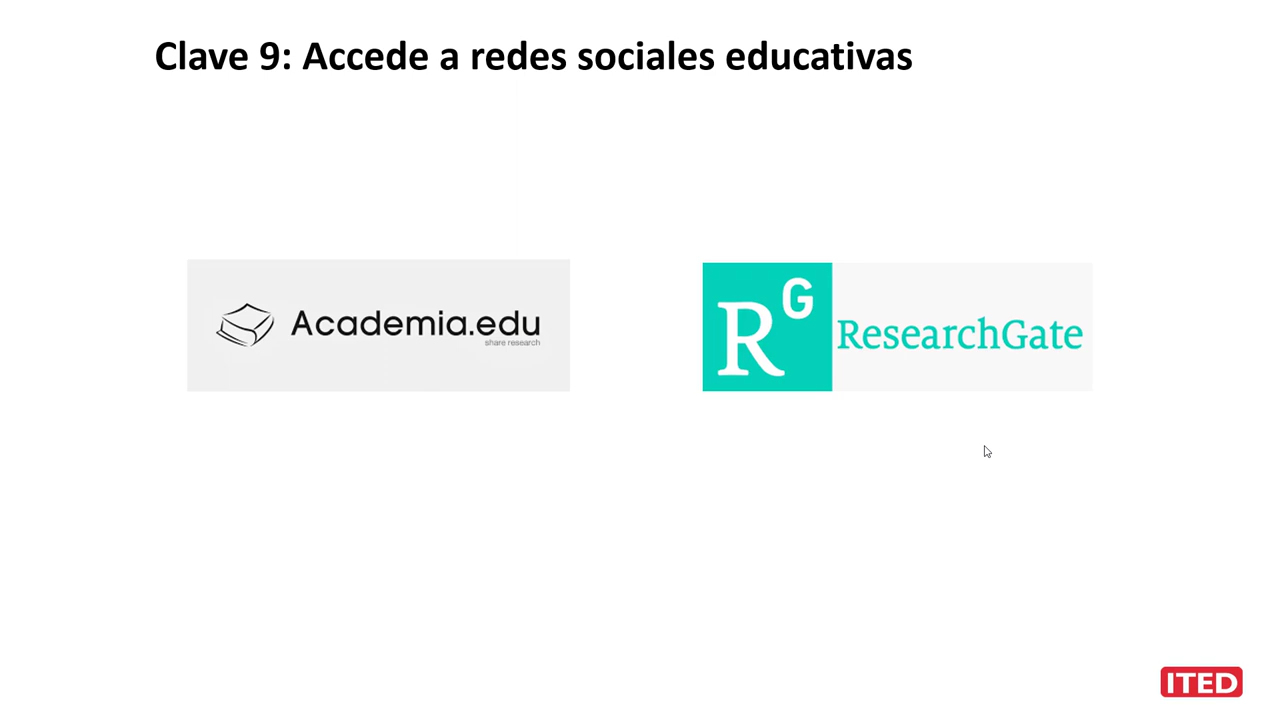 Clave 9: Accede a redes sociales educativas
Academia.edu
share research
RG
ResearchGate
ITED